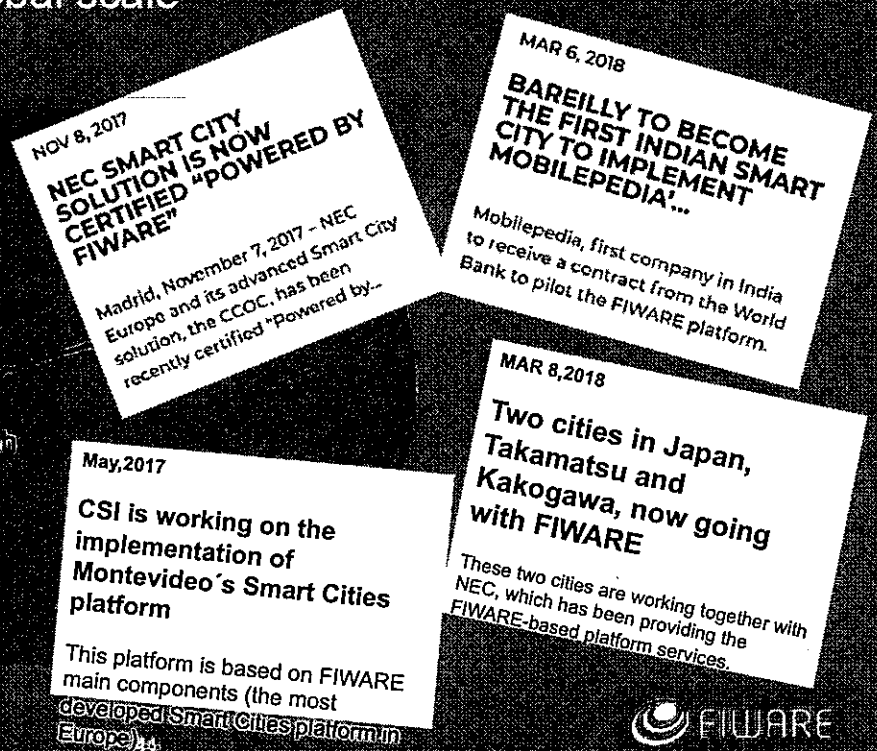 scale
NOV 8, 2017
NEC SMART CITY
SOLUTION IS NOW
CERTIFIED "POWERED BY
FIWARE"
Madrid, November 7, 2017 – NEC
Europe and its advanced Smart City
solution, the CCOC, has been
recently certified "Powered by...
MAR 6, 2018
BAREILLY TO BECOME
THE FIRST INDIAN SMART
CITY TO IMPLEMENT
MOBILEPEDIA'...
Mobilepedia, first company in India
to receive a contract from the World
Bank to pilot the FIWARE platform.
May,2017
CSI is working on the
implementation of
Montevideo´s Smart Cities
platform
This platform is based on FIWARE
main components (the most
developed Smart Cities platform in
Europe)
MAR 8,2018
Two cities in Japan,
Takamatsu and
Kakogawa, now going
with FIWARE
These two cities are working together with
NEC, which has been providing the
FIWARE-based platform services.
FIWARE